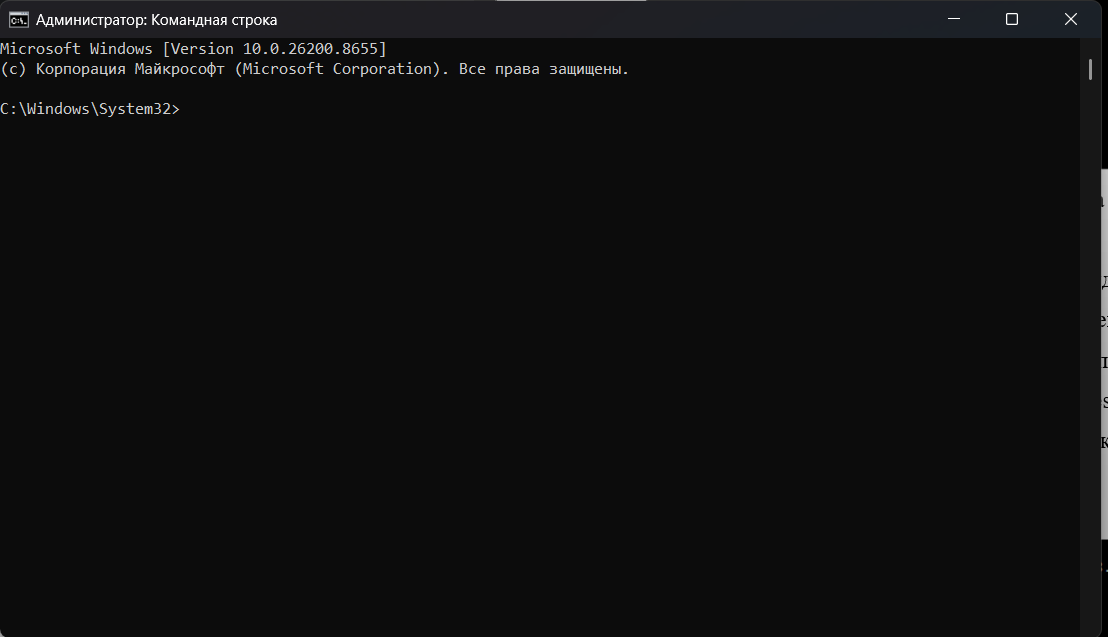 Администратор: Командная строка
Microsoft Windows [Version 10.0.26200.8655]
(c) Корпорация Майкрософт (Microsoft Corporation). Все права защищены.
C:\Windows\System32>